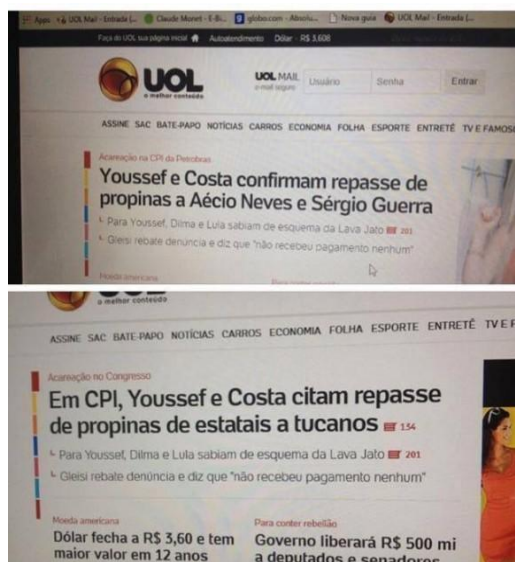 Apps UOL Mail - Entrada (... Claude Monet - E-Bi... globo.com - Absolu... Nova guia UOL Mail - Entrada (...
Faça do UOL sua página inicial Autoatendimento Dólar R$ 3,608
UOL
o melhor conteúdo
UOL MAIL
o email seguro
Usuário Senha Entrar
ASSINE SAC BATE-PAPO NOTÍCIAS CARROS ECONOMIA FOLHA ESPORTE ENTRETÊ TV E FAMOS
Acareação na CPI da Petrobras
Youssef e Costa confirmam repasse de
propinas a Aécio Neves e Sérgio Guerra
Para Youssef, Dilma e Lula sabiam de esquema da Lava Jato 201
Gleisi rebate denúncia e diz que "não recebeu pagamento nenhum"
Moeda americana
UOL
o melhor conteúdo
ASSINE SAC BATE-PAPO NOTÍCIAS CARROS ECONOMIA FOLHA ESPORTE ENTRETÊ TV E F
Acareação no Congresso
Em CPI, Youssef e Costa citam repasse
de propinas de estatais a tucanos 154
Para Youssef, Dilma e Lula sabiam de esquema da Lava Jato 201
Gleisi rebate denúncia e diz que "não recebeu pagamento nenhum"
Moeda americana
Dólar fecha a R$ 3,60 e tem
maior valor em 12 anos
Para conter rebelião
Governo liberará R$ 500 mi
a deputados e senadores